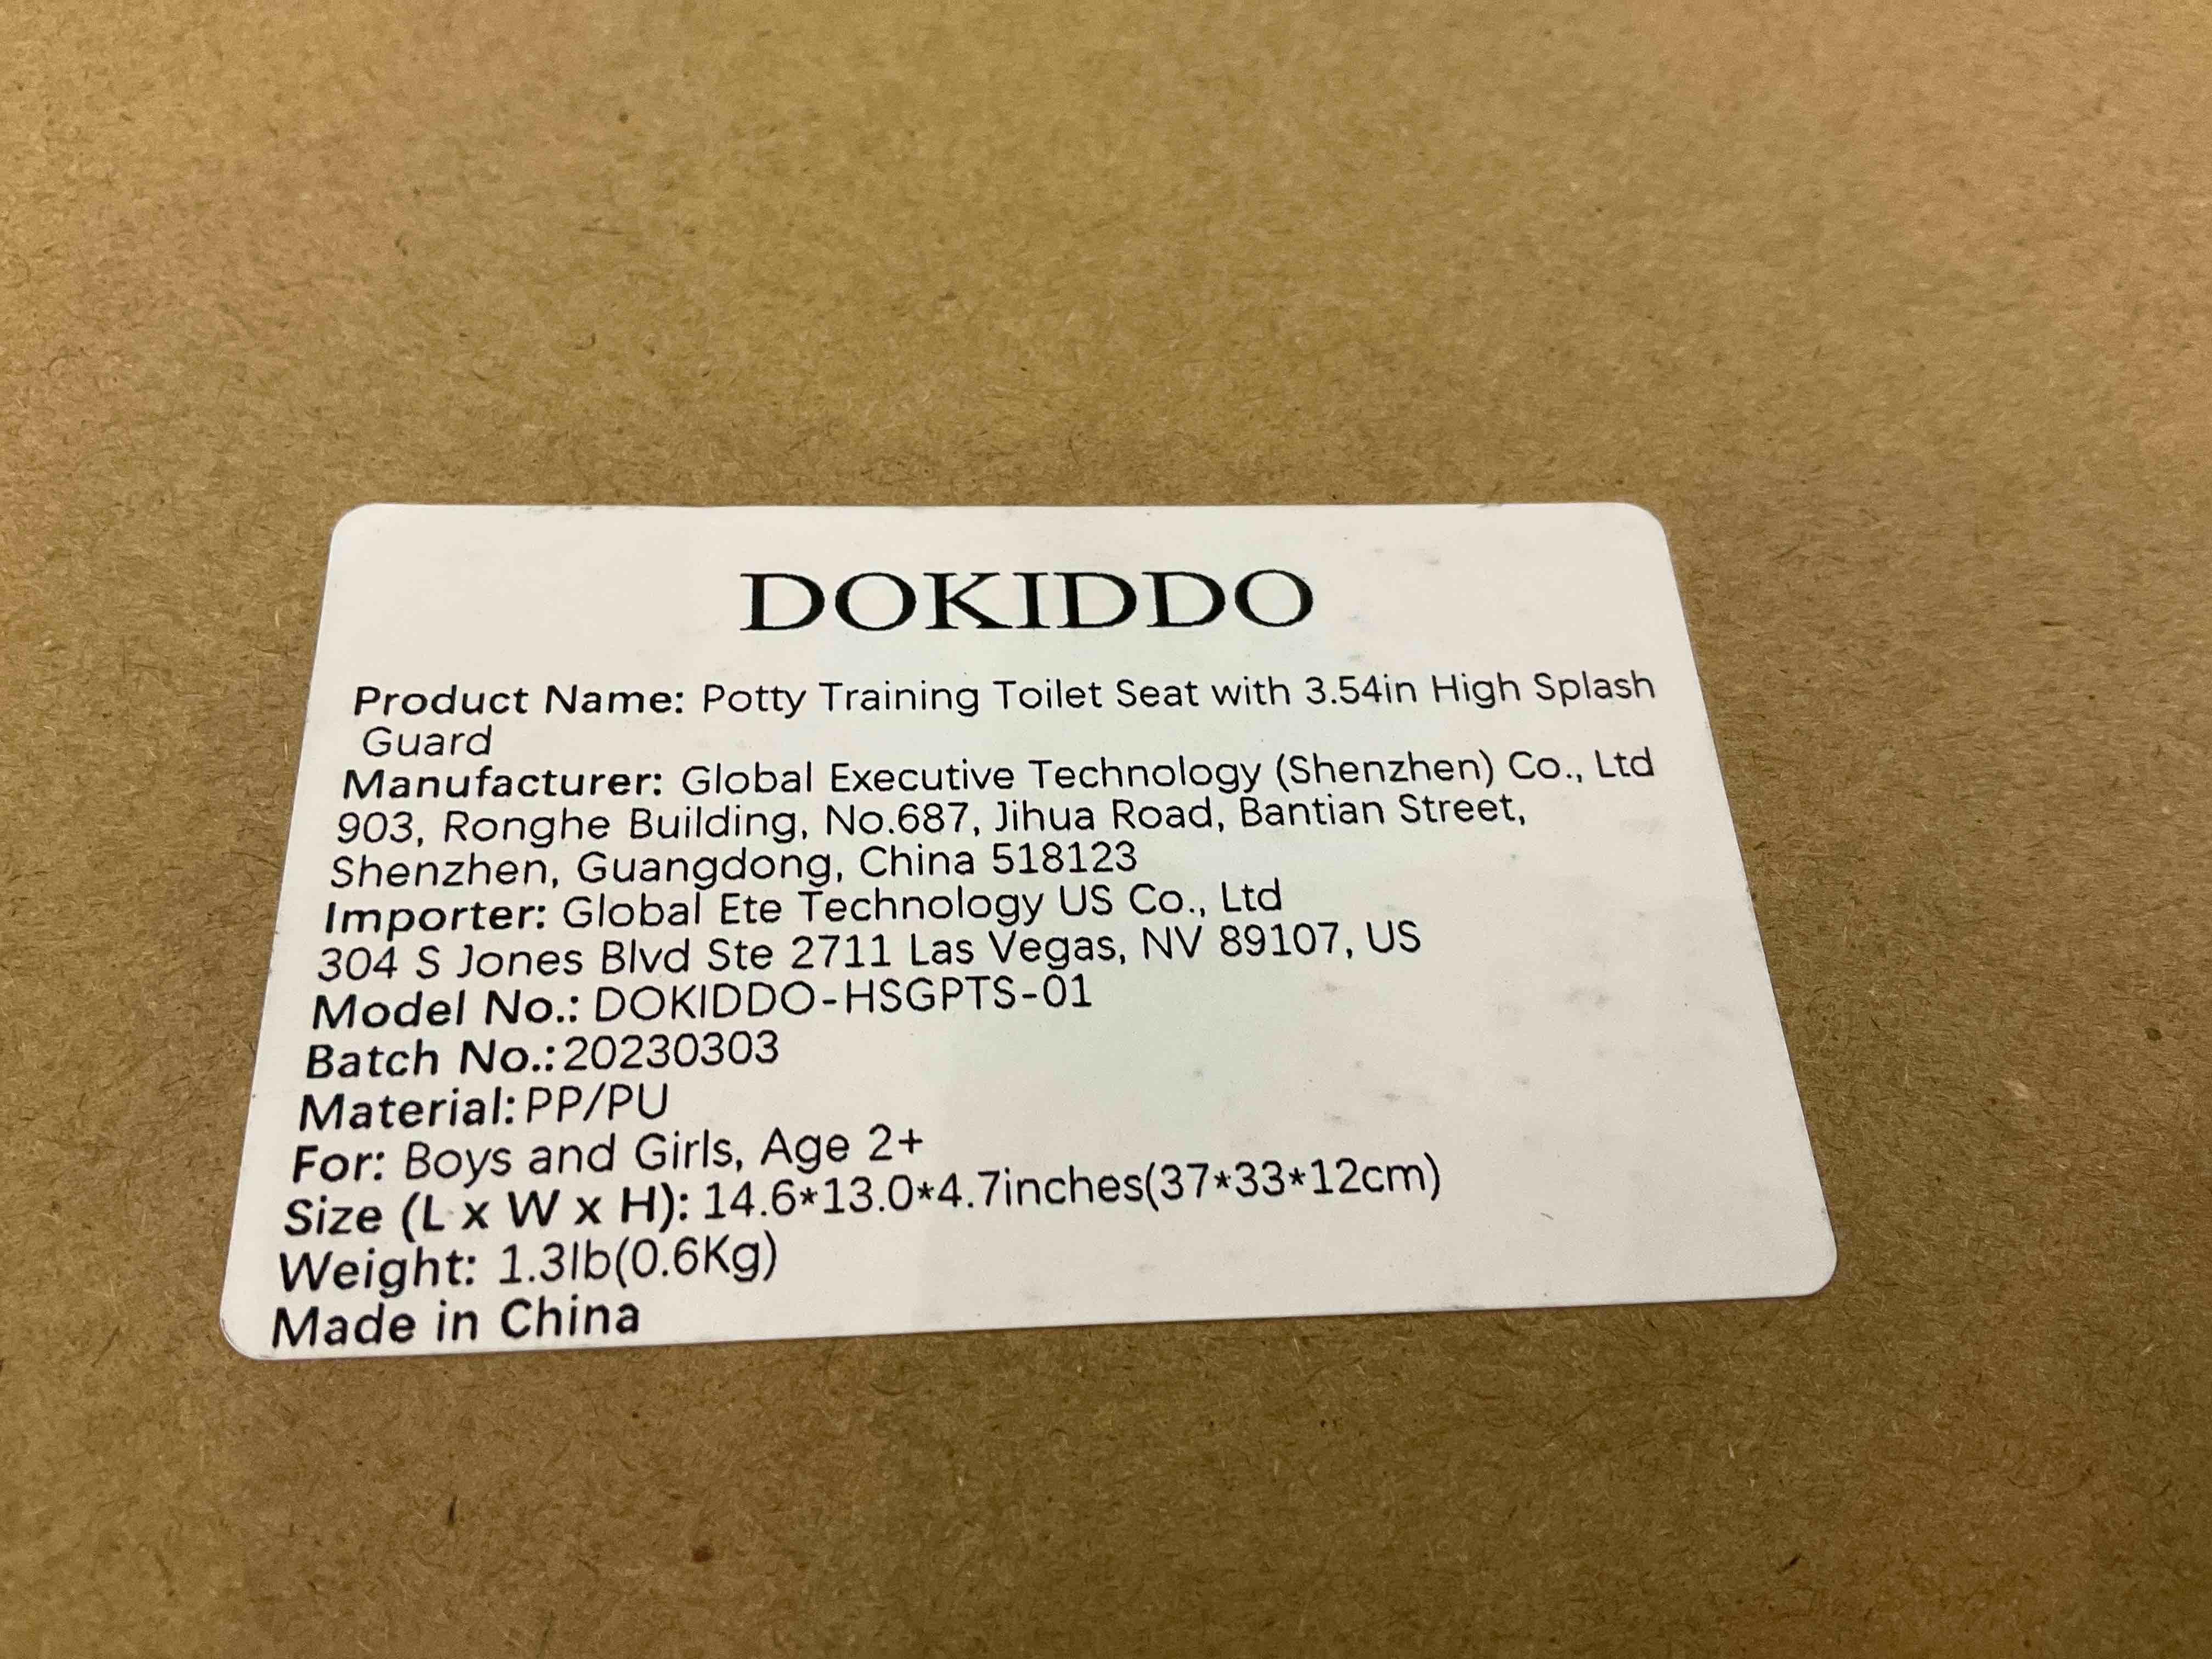 DOKIDDO
Product Name: Potty Training Toilet Seat with 3.54in High Splash
Guard
Manufacturer: Global Executive Technology (Shenzhen) Co., Ltd
903, Ronghe Building, No.687, Jihua Road, Bantian Street,
Shenzhen, Guangdong, China 518123
Importer: Global Ete Technology US Co., Ltd
304 S Jones Blvd Ste 2711 Las Vegas, NV 89107, US
Model No.: DOKIDDO-HSGPTS-01
Batch No.:20230303
Material:PP/PU
For: Boys and Girls, Age 2+
Size (L x W x H): 14.6*13.0*4.7inches(37*33*12cm)
Weight: 1.3lb(0.6Kg)
Made in China